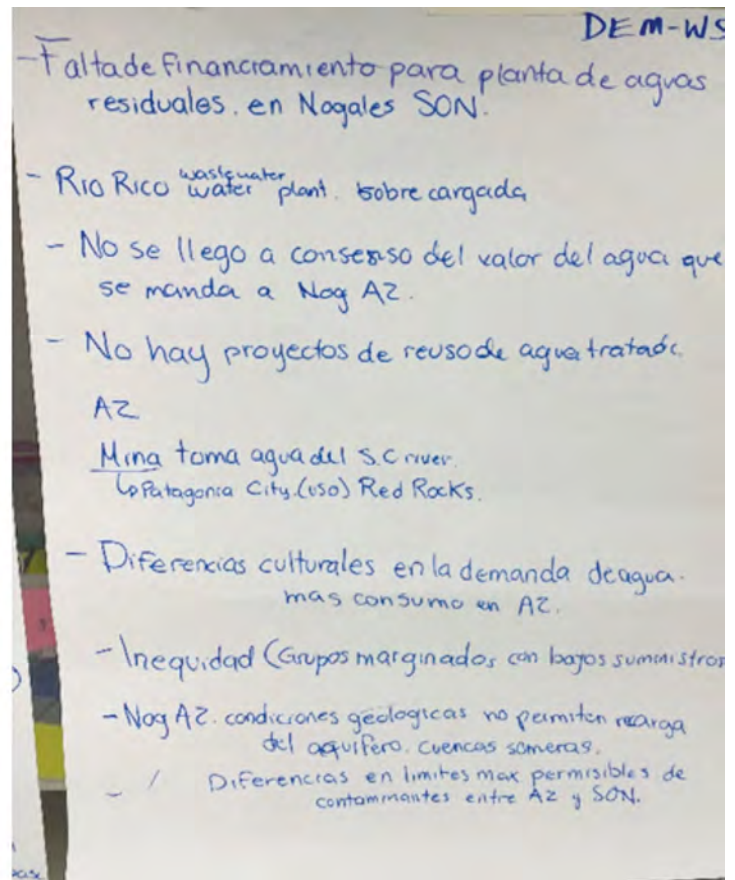 DEM-WS
- Falta de financiamiento para planta de aguas
residuales. en Nogales SON.
- Rio Rico wastewater
water plant. sobre cargada
- No se llego a consenso del valor del agua que
se manda a Nog AZ.
- No hay proyectos de reuso de agua tratada
AZ
Mina toma agua del S.C river.
↳ Patagonia City. (uso) Red Rocks.
- Diferencias culturales en la demanda de agua.
mas consumo en AZ.
- Inequidad (Grupos marginados con bajos suministros
- Nog AZ. condiciones geologicas no permiten recarga
del aquifero. cuencas someras.
- / Diferencias en limites max permisibles de
contaminantes entre AZ y SON.